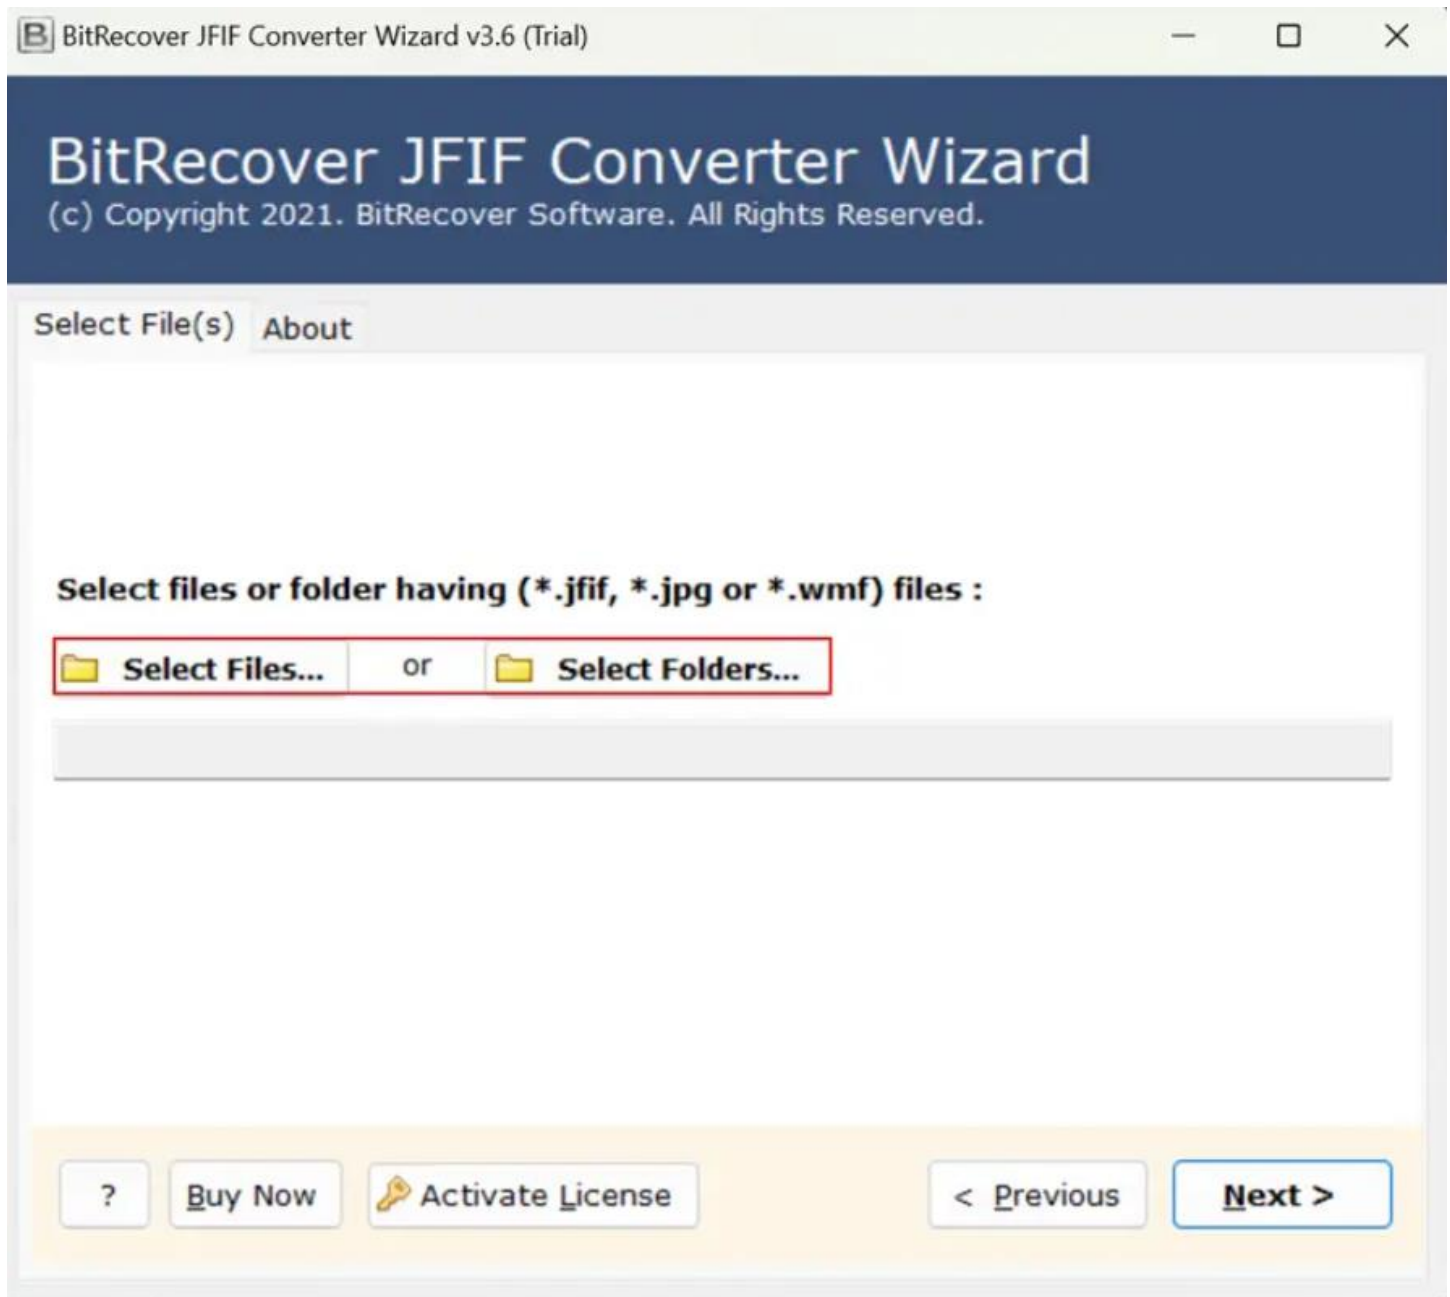 BitRecover JFIF Converter Wizard v3.6 (Trial)
BitRecover JFIF Converter Wizard
(c) Copyright 2021. BitRecover Software. All Rights Reserved.
Select File(s) About
Select files or folder having (*.jfif, *.jpg or *.wmf) files :
Select Files... or Select Folders...
? Buy Now Activate License < Previous Next >